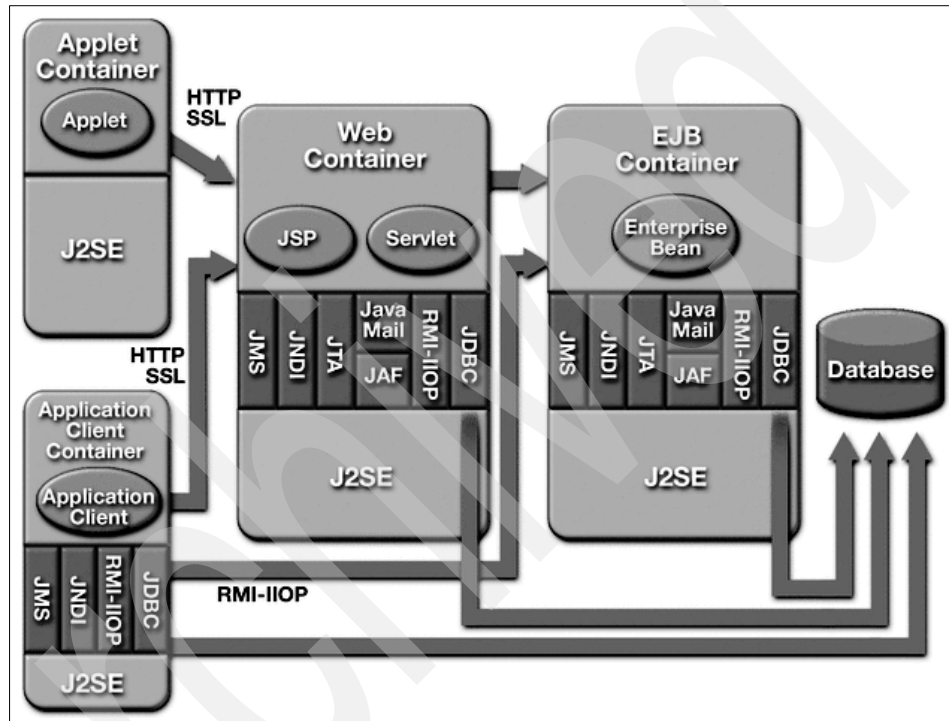 Applet
Container
Applet
J2SE
HTTP
SSL
Web
Container
JSP
Servlet
JMS
JNDI
JTA
Java
Mail
JAF
RMI-IIOP
JDBC
J2SE
EJB
Container
Enterprise
Bean
JMS
JNDI
JTA
Java
Mail
JAF
RMI-IIOP
JDBC
J2SE
Database
HTTP
SSL
Application
Client
Container
Application
Client
JMS
JNDI
RMI-IIOP
JDBC
J2SE
RMI-IIOP